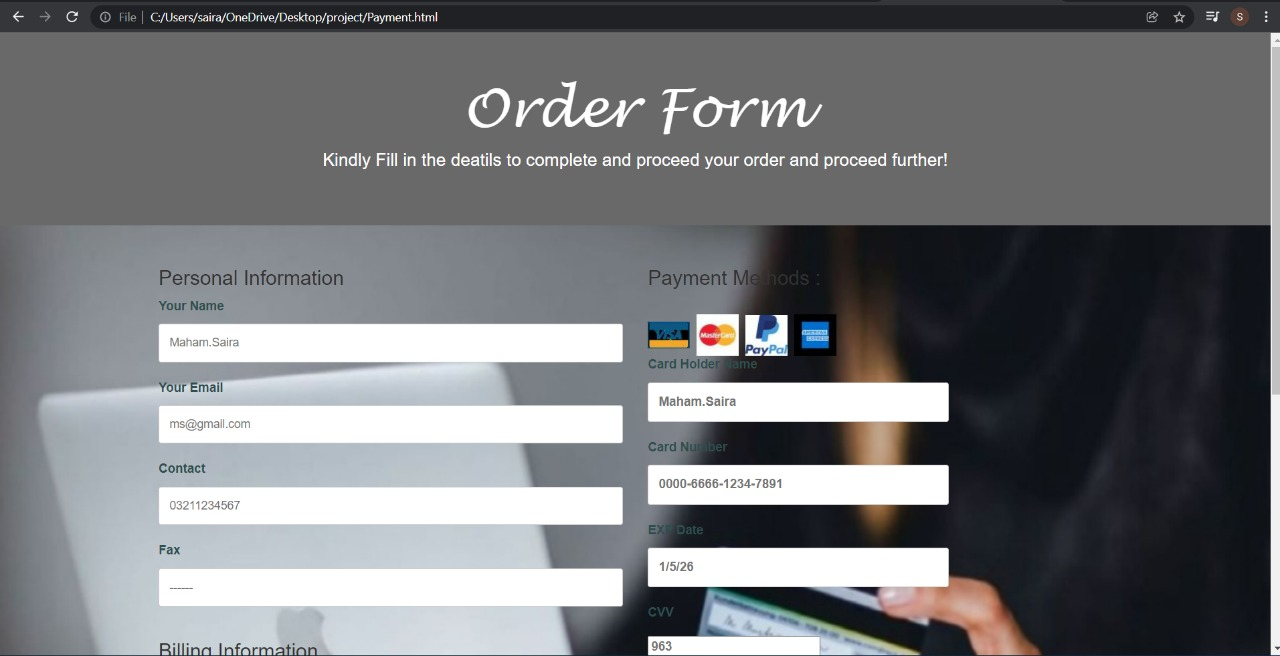 File
C:/Users/saira/OneDrive/Desktop/project/Payment.html
S
Order Form
Kindly Fill in the deatils to complete and proceed your order and proceed further!
Personal Information
Your Name
Maham.Saira
Your Email
ms@gmail.com
Contact
03211234567
Fax
------
Billing Information
Payment Methods :
VISA
MasterCard
PayPal
AMERICAN
EXPRESS
Card Holder Name
Maham.Saira
Card Number
0000-6666-1234-7891
EXP Date
1/5/26
CVV
963